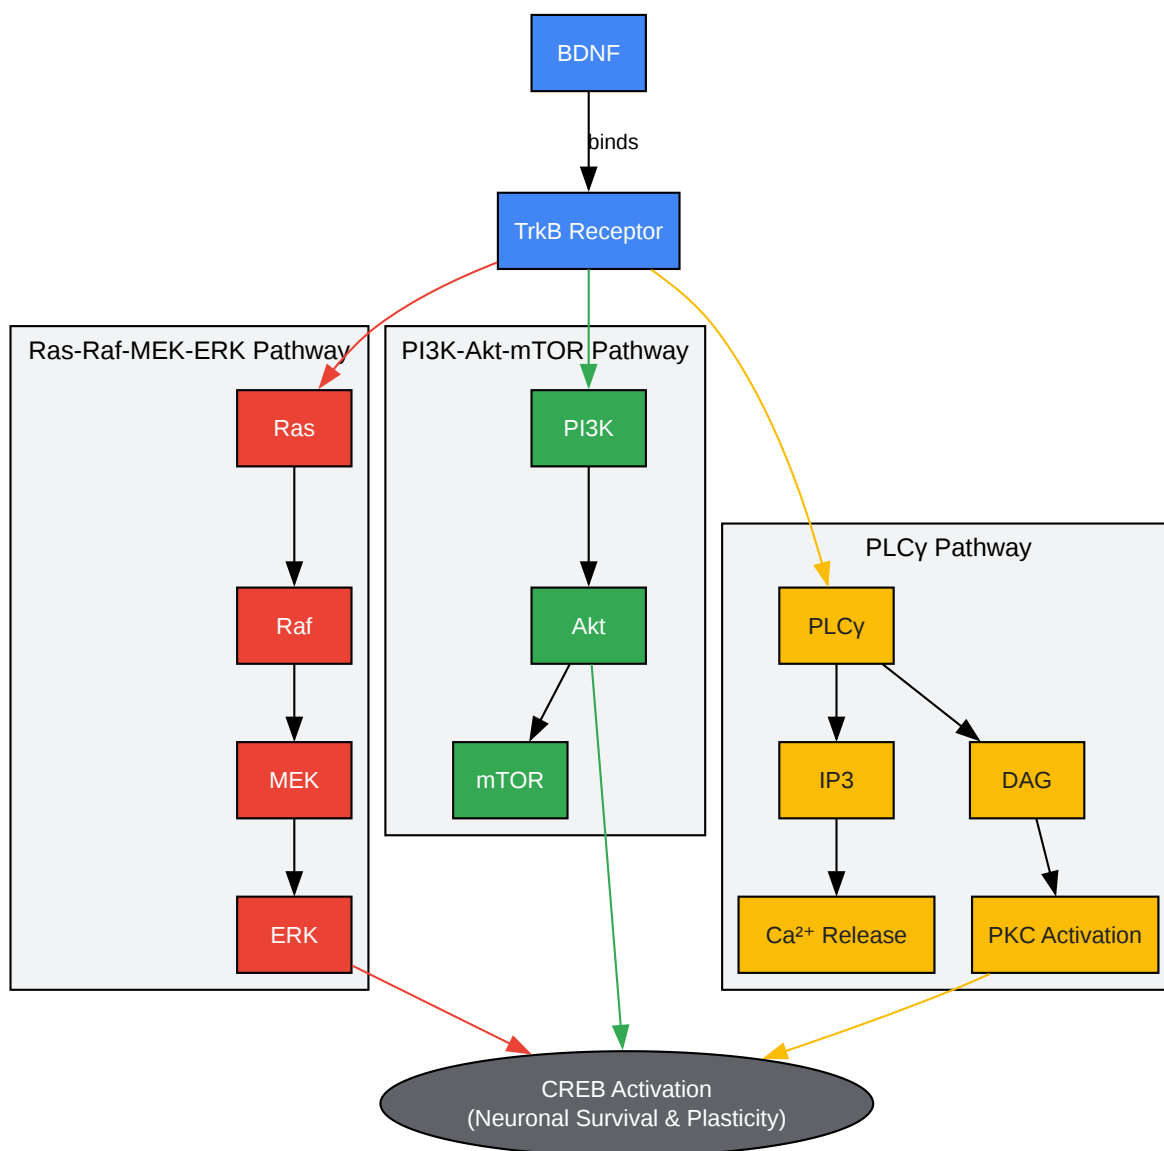 BDNF
binds
TrkB Receptor
Ras-Raf-MEK-ERK Pathway
PI3K-Akt-mTOR Pathway
Ras
PI3K
PLCγ Pathway
Raf
Akt
PLCγ
MEK
mTOR
IP3
DAG
ERK
Ca²⁺ Release
PKC Activation
CREB Activation
(Neuronal Survival & Plasticity)